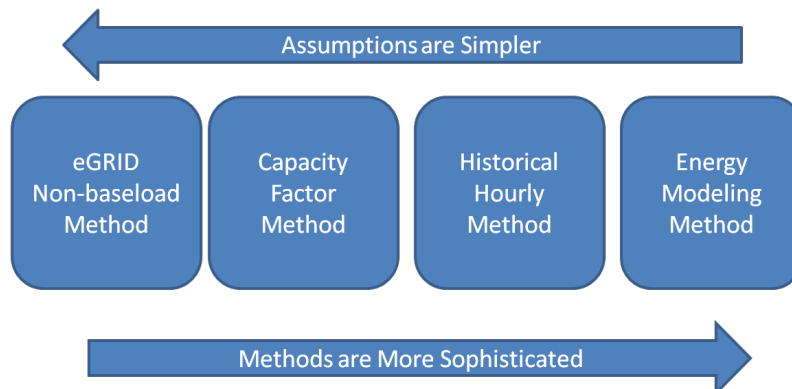 Assumptions are Simpler
eGRID
Non-baseload
Method
Capacity
Factor
Method
Historical
Hourly
Method
Energy
Modeling
Method
Methods are More Sophisticated